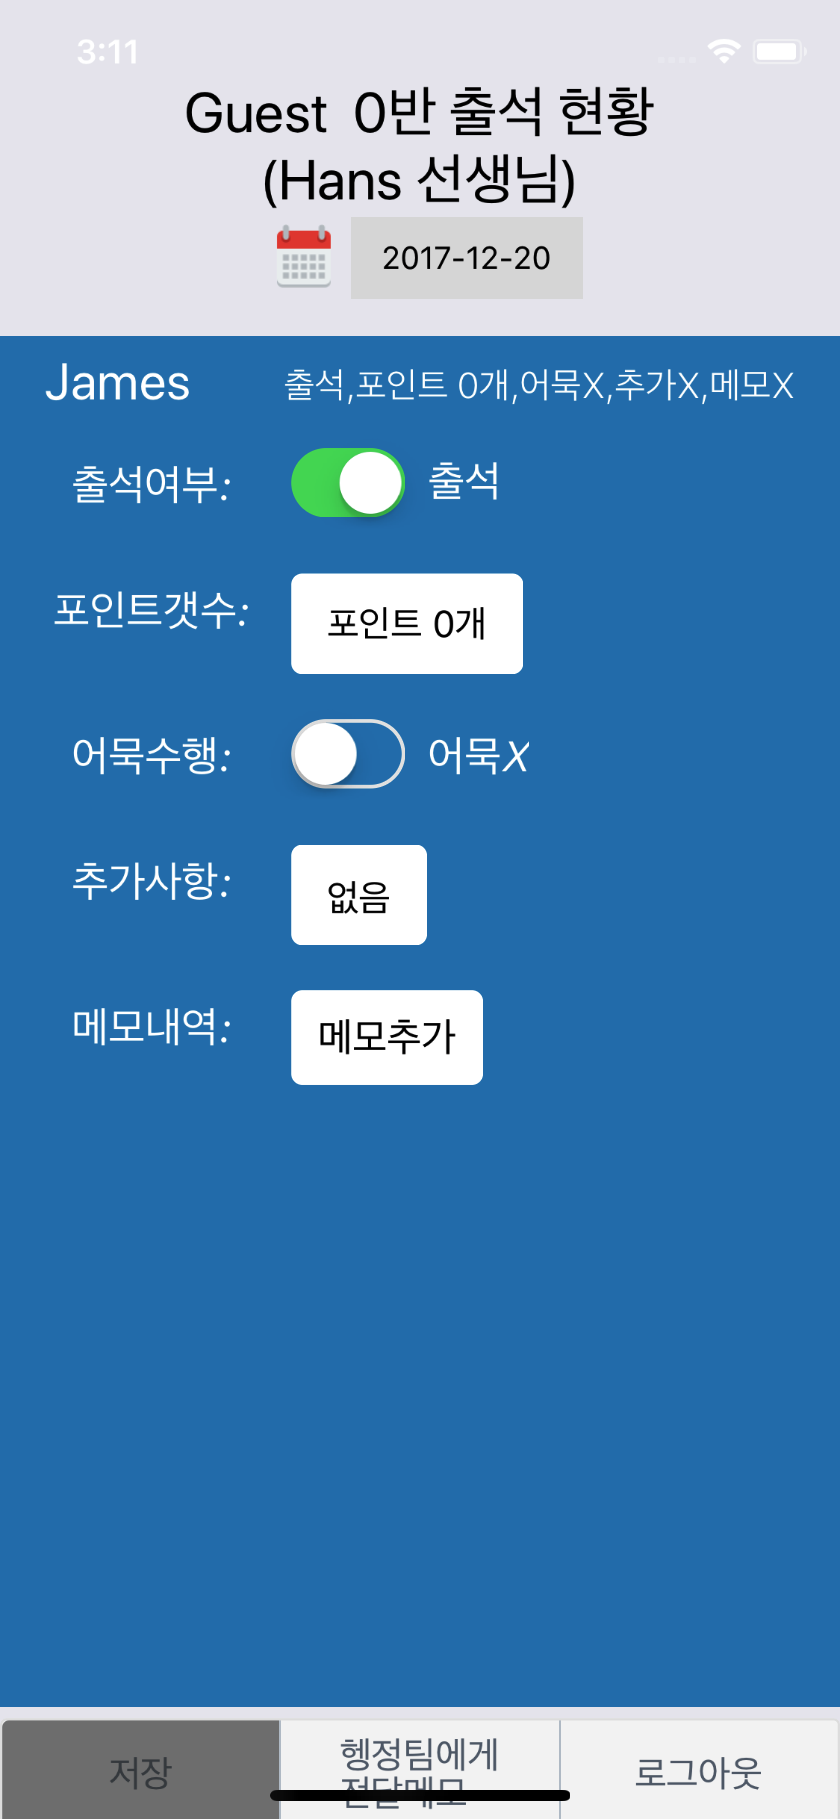 3:11
Guest 0반 출석 현황
(Hans 선생님)
2017-12-20
James 출석,포인트 0개,어묵X,추가X,메모X
출석여부: 출석
포인트갯수: 포인트 0개
어묵수행: 어묵X
추가사항: 없음
메모내역: 메모추가
저장
헹정팀에게
전달메모
로그아웃